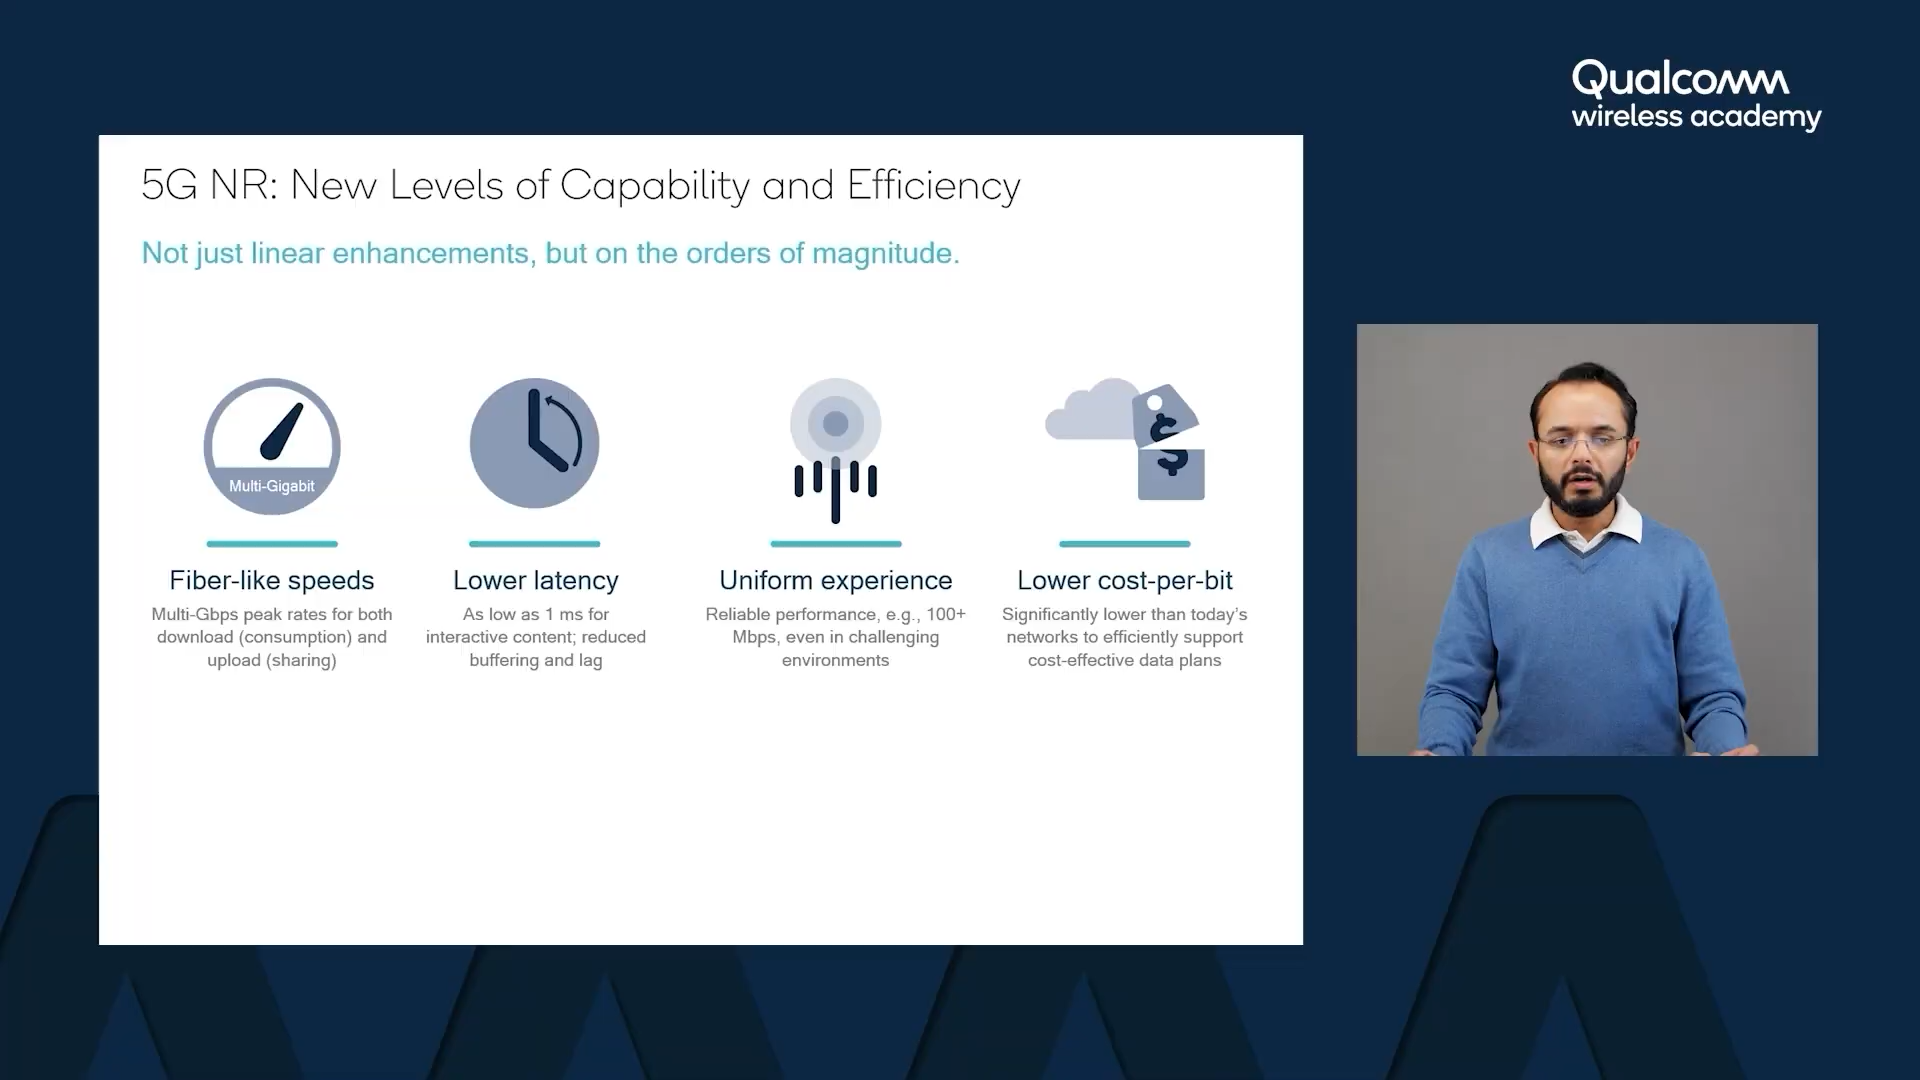 Qualcomm
wireless academy
5G NR: New Levels of Capability and Efficiency
Not just linear enhancements, but on the orders of magnitude.
Multi-Gigabit
$
$
Fiber-like speeds
Multi-Gbps peak rates for both
download (consumption) and
upload (sharing)
Lower latency
As low as 1 ms for
interactive content; reduced
buffering and lag
Uniform experience
Reliable performance, e.g., 100+
Mbps, even in challenging
environments
Lower cost-per-bit
Significantly lower than today's
networks to efficiently support
cost-effective data plans